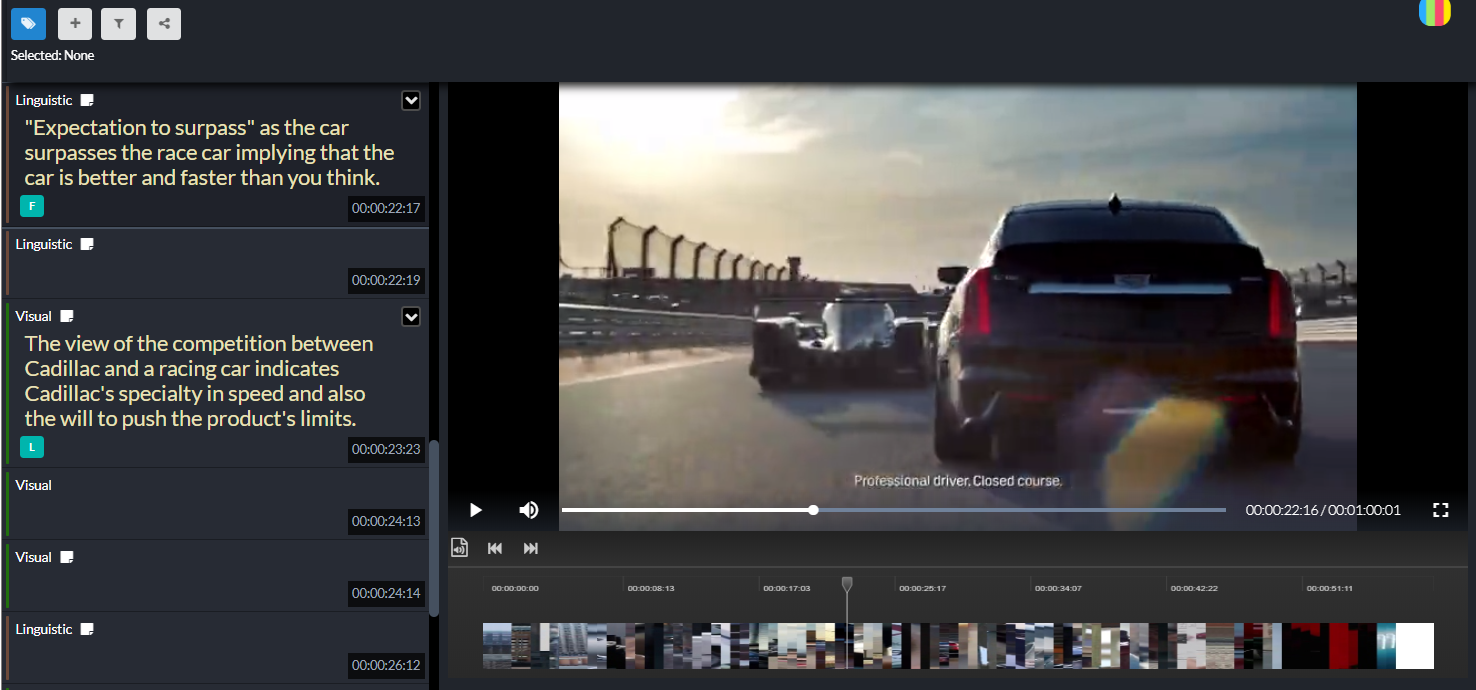 Selected: None
Linguistic
"Expectation to surpass" as the car
surpasses the race car implying that the
car is better and faster than you think.
F
00:00:22:17
Linguistic
00:00:22:19
Visual
The view of the competition between
Cadillac and a racing car indicates
Cadillac's specialty in speed and also
the will to push the product's limits.
L
00:00:23:23
Visual
00:00:24:13
Visual
00:00:24:14
Linguistic
00:00:26:12
Professional driver. Closed course.
00:00:22:16 / 00:01:00:01
00:00:00:00 00:00:08:13 00:00:17:03 00:00:25:17 00:00:34:07 00:00:42:22 00:00:51:11